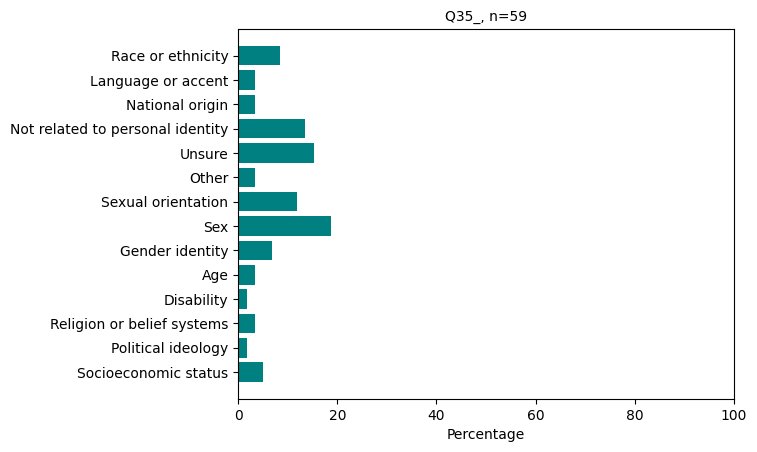 Q35_, n=59
Race or ethnicity
Language or accent
National origin
Not related to personal identity
Unsure
Other
Sexual orientation
Sex
Gender identity
Age
Disability
Religion or belief systems
Political ideology
Socioeconomic status
0 20 40 60 80 100
Percentage